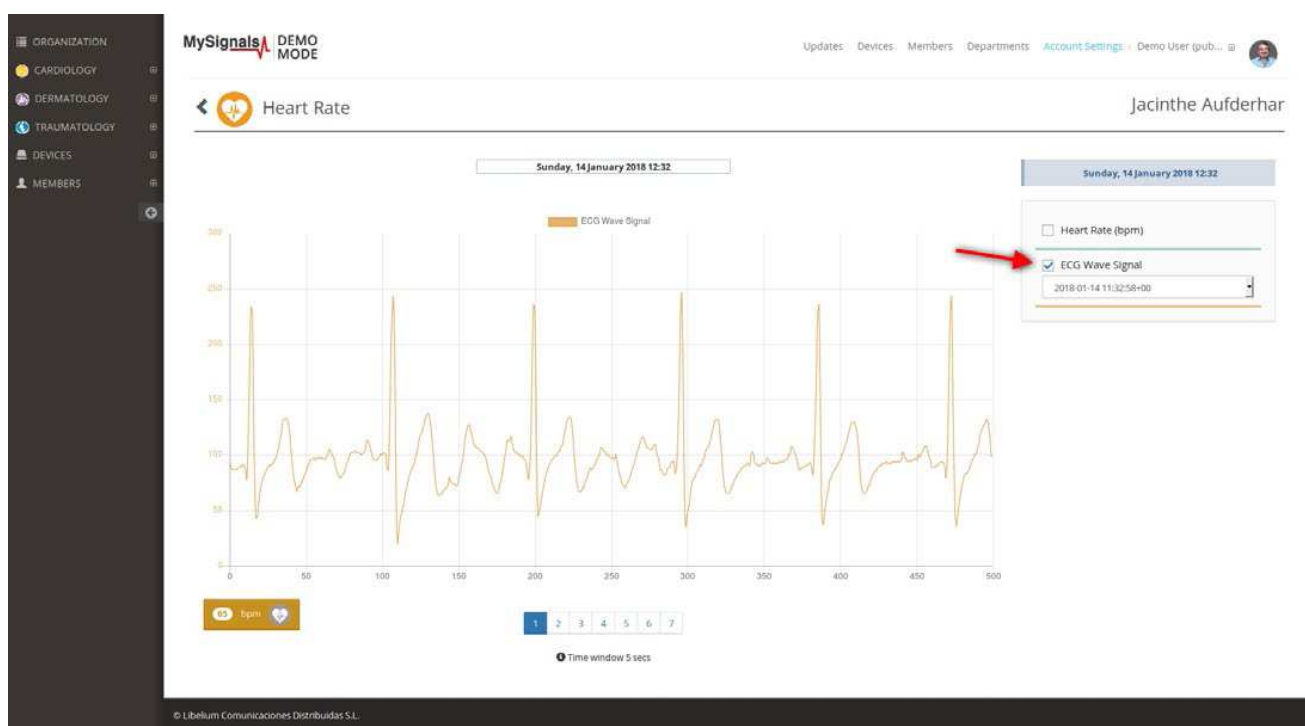 ORGANIZATION
CARDIOLOGY
DERMATOLOGY
TRAUMATOLOGY
DEVICES
MEMBERS
MySignals DEMO MODE
Updates Devices Members Departments Account Settings Demo User (pub...
Heart Rate
Jacinthe Aufderhar
Sunday, 14 January 2018 12:32
ECG Wave Signal
300
250
200
150
100
50
0
0 50 100 150 200 250 300 350 400 450 500
65 bpm
1 2 3 4 5 6 7
Time window 5 secs
Sunday, 14 January 2018 12:32
Heart Rate (bpm)
ECG Wave Signal
2018-01-14 11:32:58+00
© Libelium Comunicaciones Distribuidas S.L.